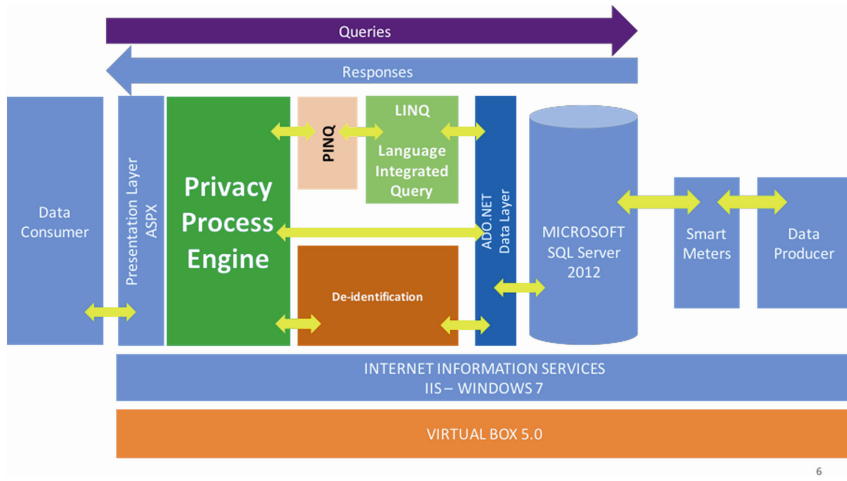 Queries
Responses
Data
Consumer
Presentation Layer
ASPX
Privacy
Process
Engine
PINQ
LINQ
Language
Integrated
Query
De-identification
ADO.NET
Data Layer
MICROSOFT
SQL Server
2012
Smart
Meters
Data
Producer
INTERNET INFORMATION SERVICES
IIS – WINDOWS 7
VIRTUAL BOX 5.0
6